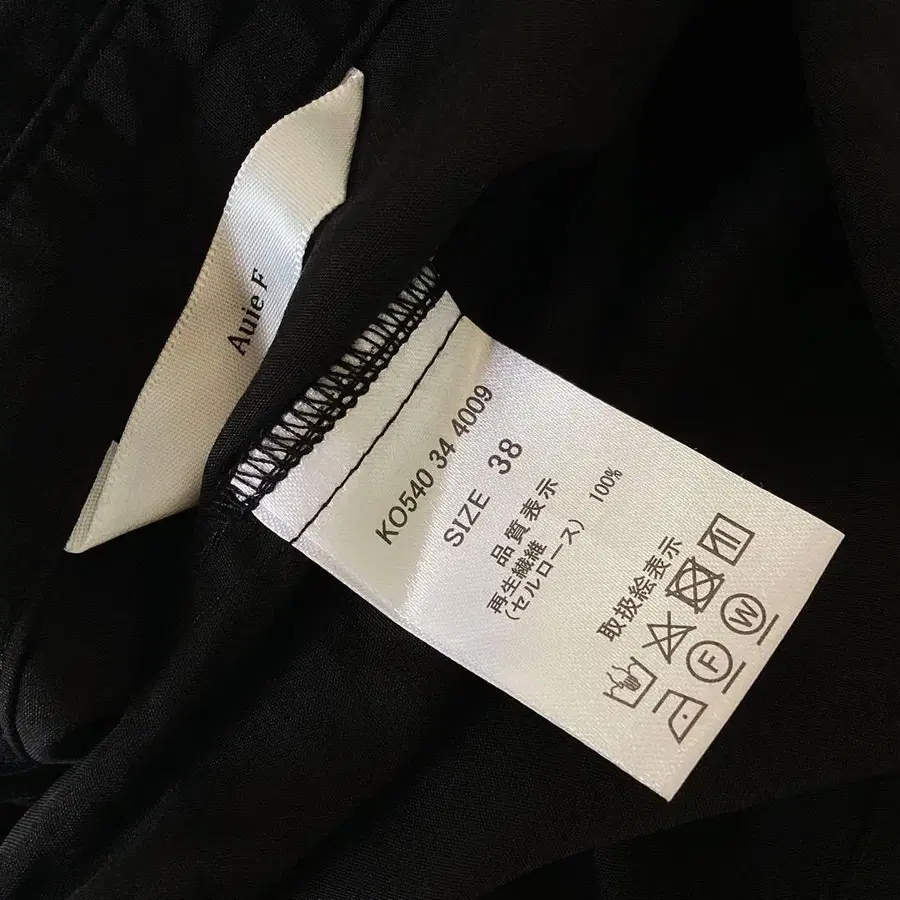 Auie F
KO540 34 4009
SIZE 38
品質表示
再生繊維
(セルロース) 100%
取扱絵表示
F W